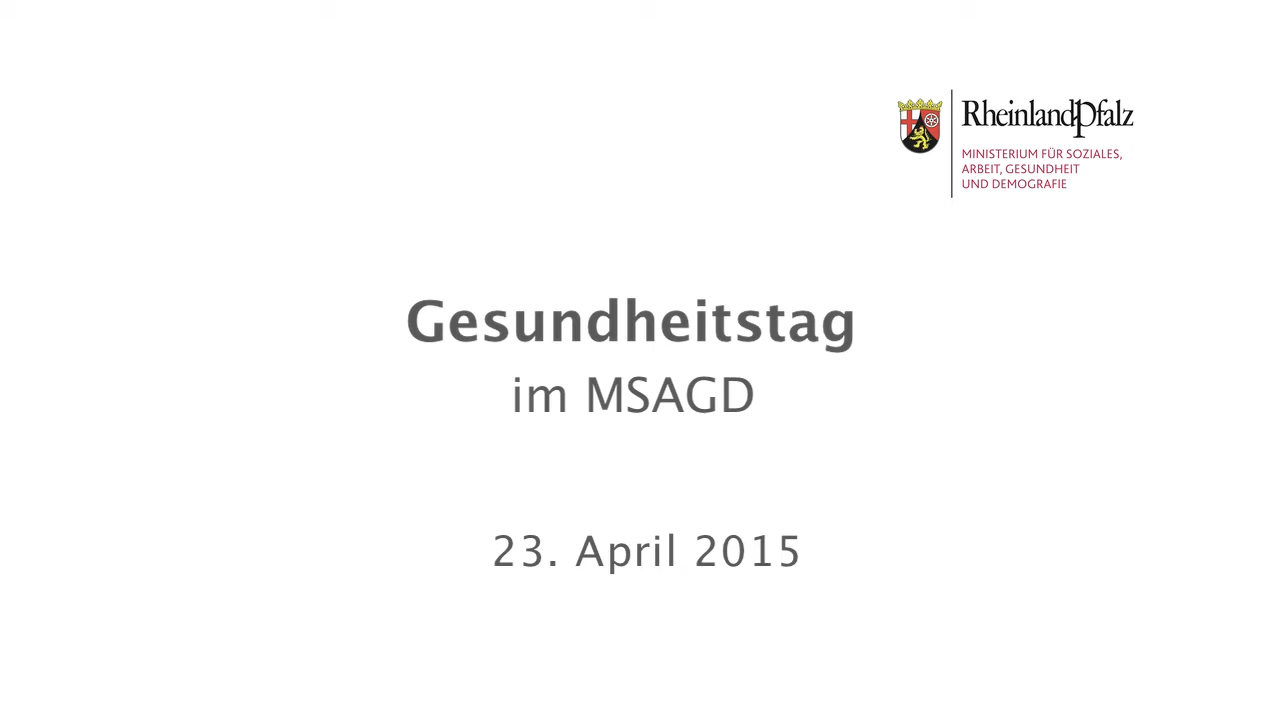 RheinlandPfalz
MINISTERIUM FÜR SOZIALES,
ARBEIT, GESUNDHEIT
UND DEMOGRAFIE
Gesundheitstag
im MSAGD
23. April 2015